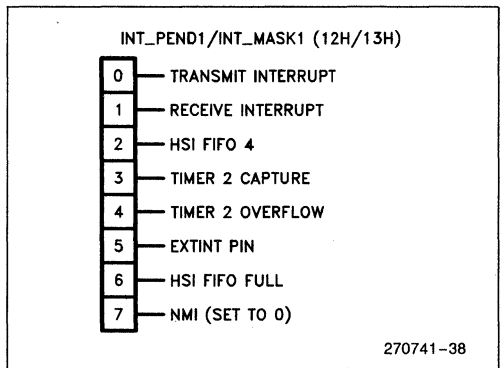 INT_PEND1/INT_MASK1 (12H/13H)
0 TRANSMIT INTERRUPT
1 RECEIVE INTERRUPT
2 HSI FIFO 4
3 TIMER 2 CAPTURE
4 TIMER 2 OVERFLOW
5 EXTINT PIN
6 HSI FIFO FULL
7 NMI (SET TO 0)
270741-38